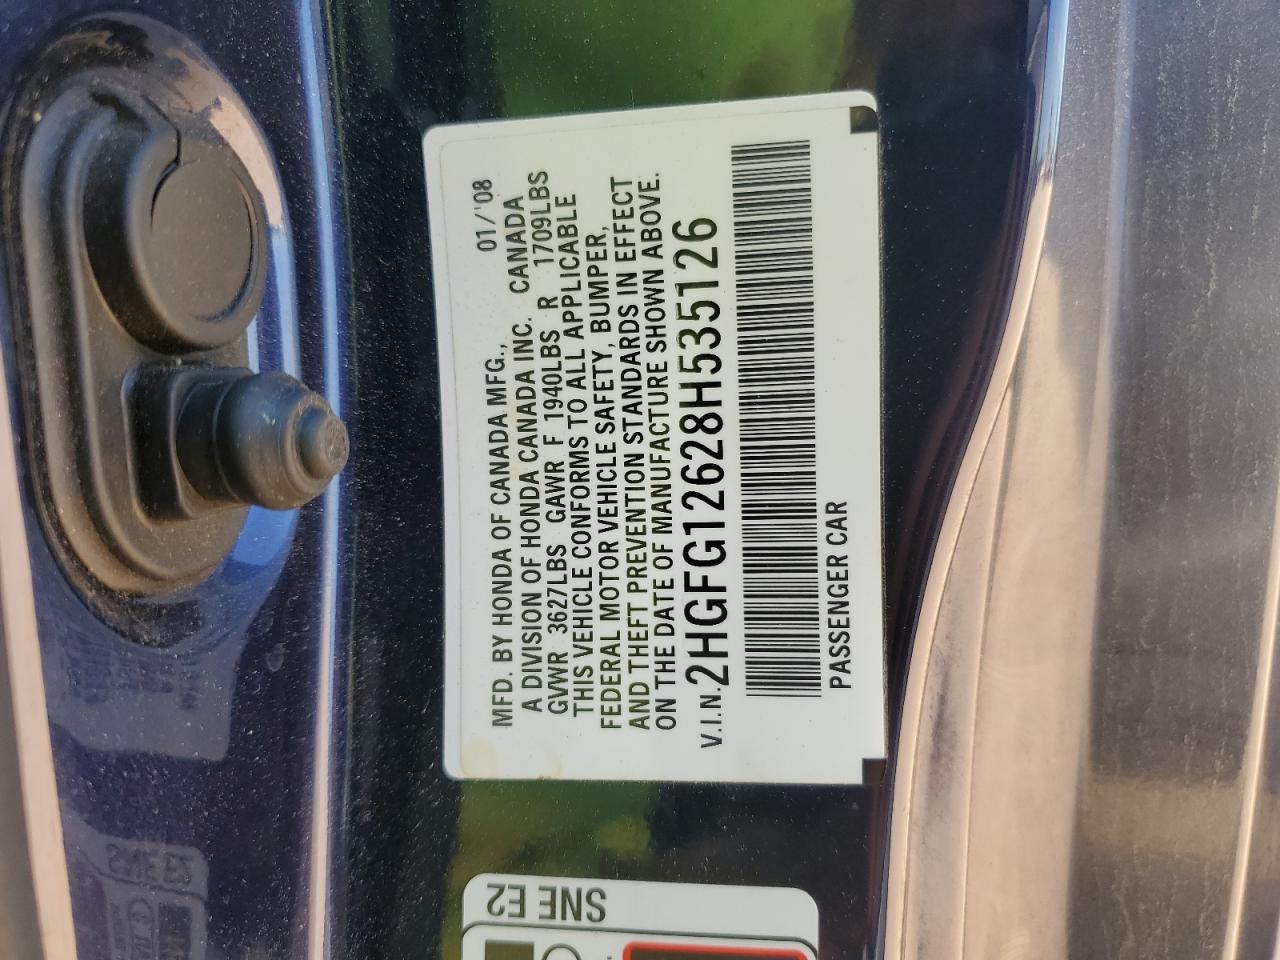 MFD. BY HONDA OF CANADA MFG., 01/'08
A DIVISION OF HONDA CANADA INC. CANADA
GVWR 3627LBS GAWR F 1940LBS R 1709LBS
THIS VEHICLE CONFORMS TO ALL APPLICABLE
FEDERAL MOTOR VEHICLE SAFETY, BUMPER,
AND THEFT PREVENTION STANDARDS IN EFFECT
ON THE DATE OF MANUFACTURE SHOWN ABOVE.
V.I.N. 2HGFG12628H535126
PASSENGER CAR
SNE E2